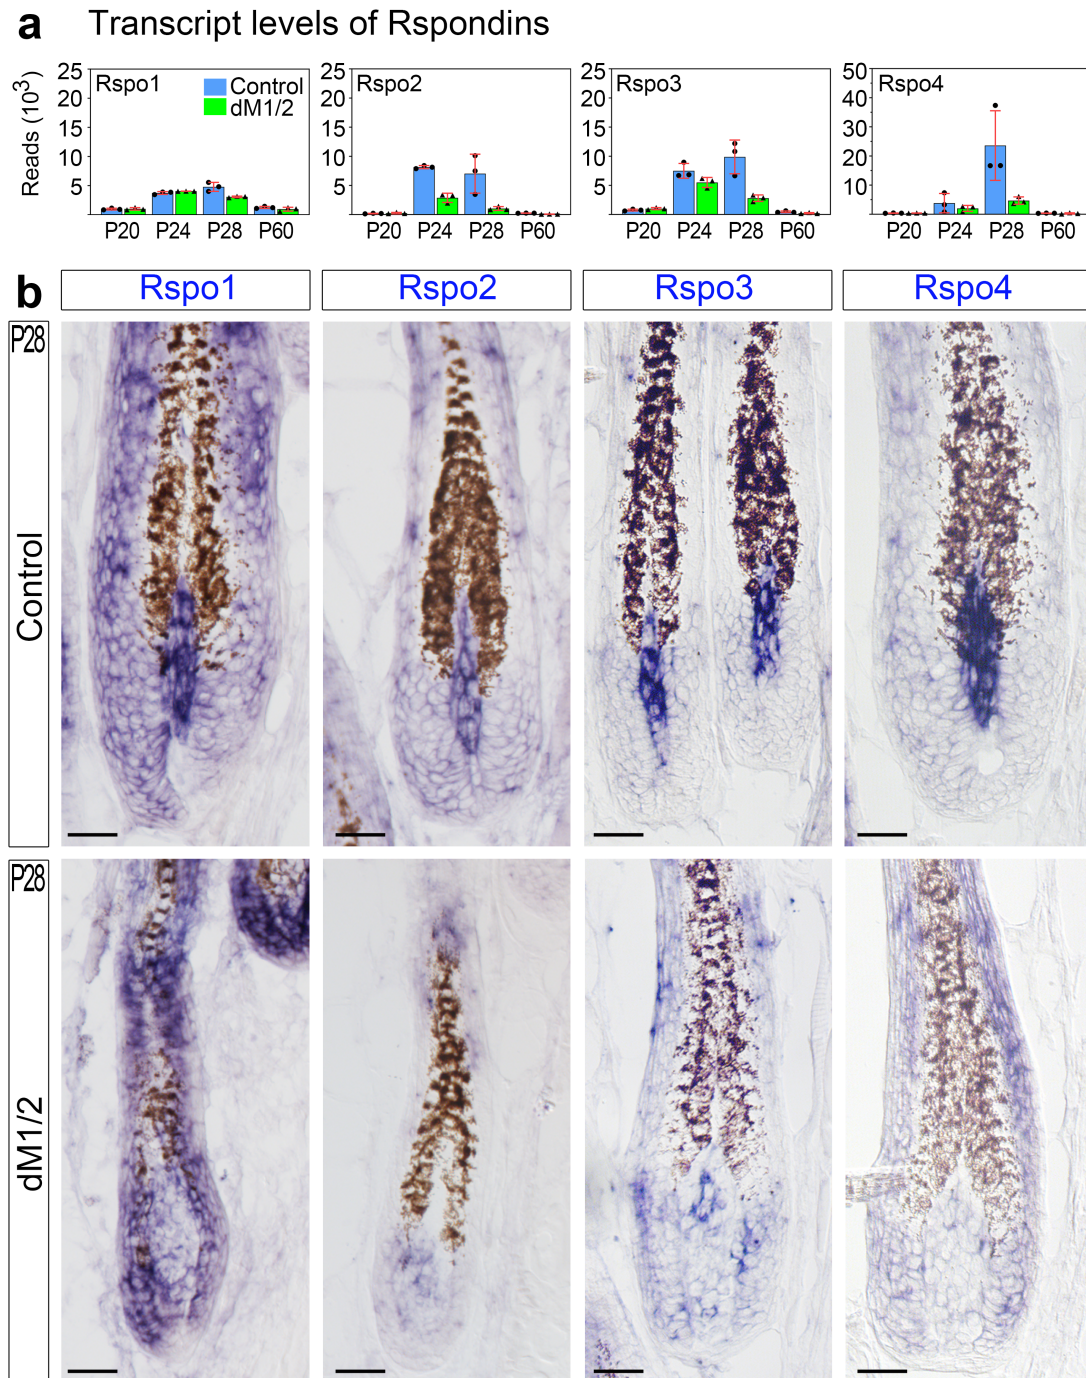 a Transcript levels of Rspondins
Reads (10³)
25
20
15
10
5
Rspo1
Control
dM1/2
P20 P24 P28 P60
25
20
15
10
5
Rspo2
P20 P24 P28 P60
25
20
15
10
5
Rspo3
P20 P24 P28 P60
50
40
30
20
10
Rspo4
P20 P24 P28 P60
b Rspo1 Rspo2 Rspo3 Rspo4
P28
Control
P28
dM1/2